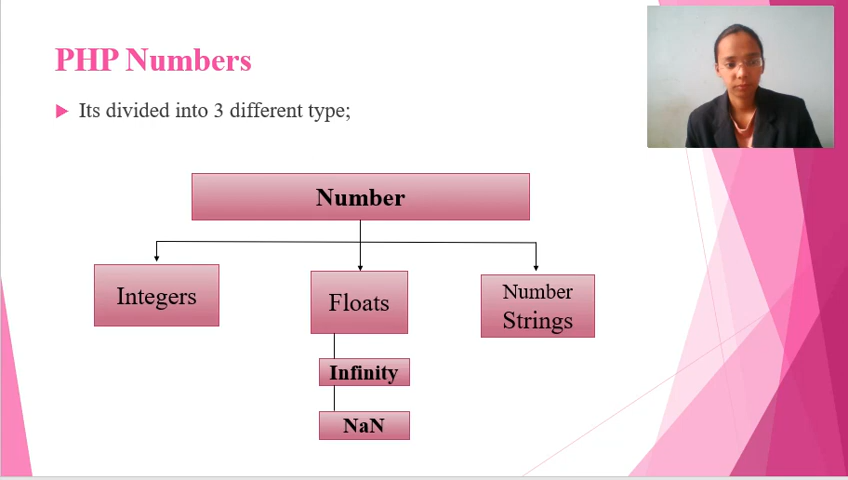 PHP Numbers
Its divided into 3 different type;
Number
Integers
Floats
Number
Strings
Infinity
NaN